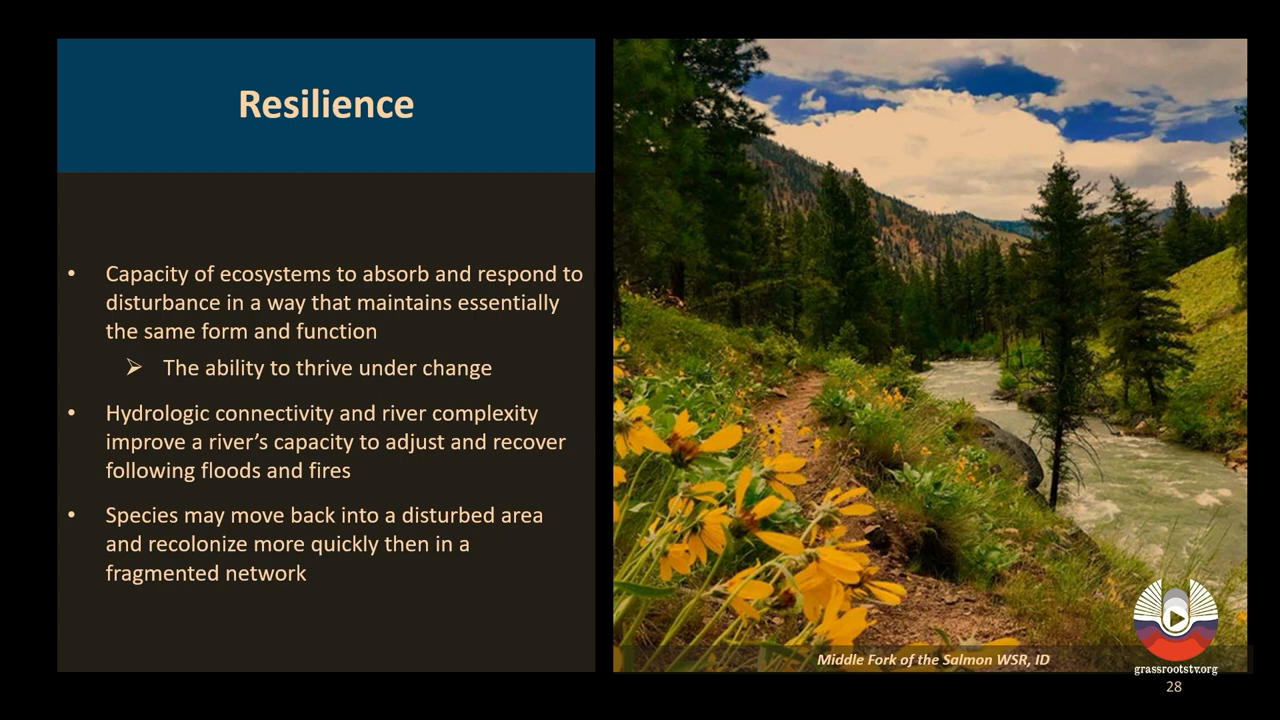 Resilience
• Capacity of ecosystems to absorb and respond to
disturbance in a way that maintains essentially
the same form and function
➢ The ability to thrive under change
• Hydrologic connectivity and river complexity
improve a river’s capacity to adjust and recover
following floods and fires
• Species may move back into a disturbed area
and recolonize more quickly then in a
fragmented network
Middle Fork of the Salmon WSR, ID
grassrootstv.org
28